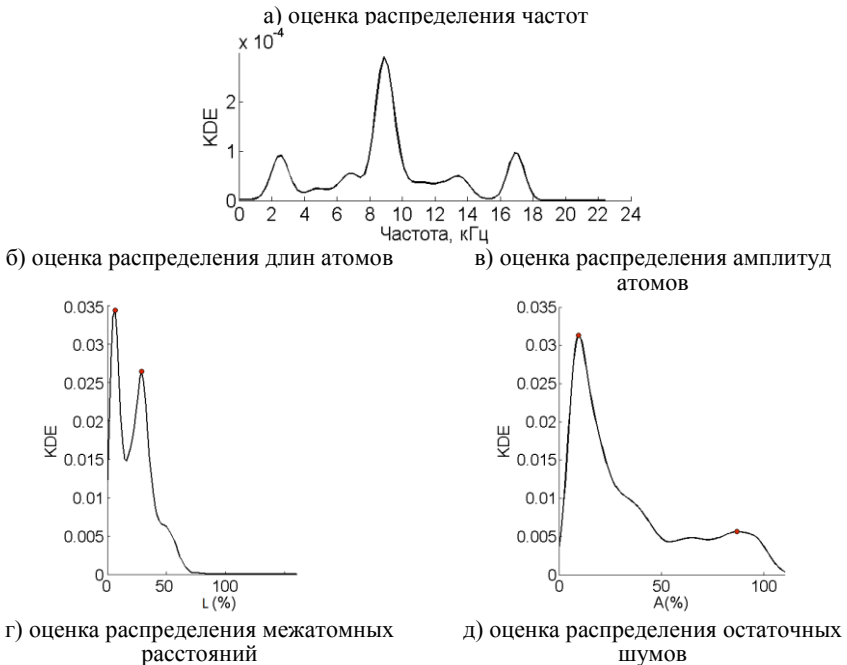 а) оценка распределения частот
x 10⁻⁴
2
1
0
KDE
0 2 4 6 8 10 12 14 16 18 20 22 24
Частота, кГц
б) оценка распределения длин атомов
0.035
0.03
0.025
0.02
0.015
0.01
0.005
0
KDE
0 50 100
L (%)
в) оценка распределения амплитуд
атомов
0.035
0.03
0.025
0.02
0.015
0.01
0.005
0
KDE
0 50 100
A(%)
г) оценка распределения межатомных
расстояний
д) оценка распределения остаточных
шумов